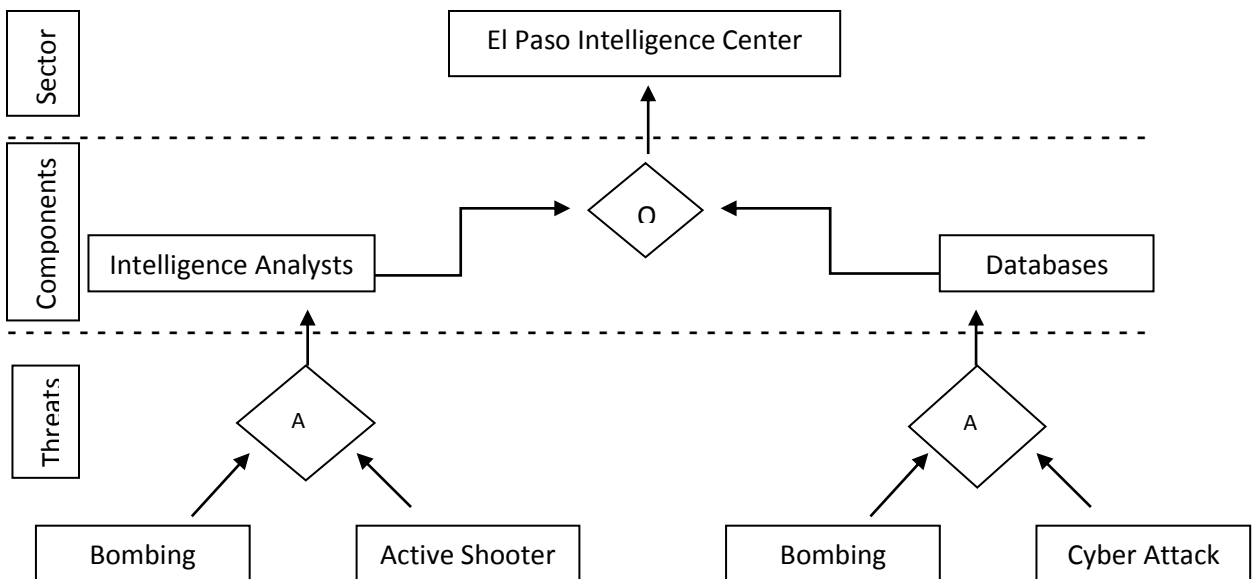 Sector
El Paso Intelligence Center
Components
O
Intelligence Analysts
Databases
Threats
A
A
Bombing
Active Shooter
Bombing
Cyber Attack